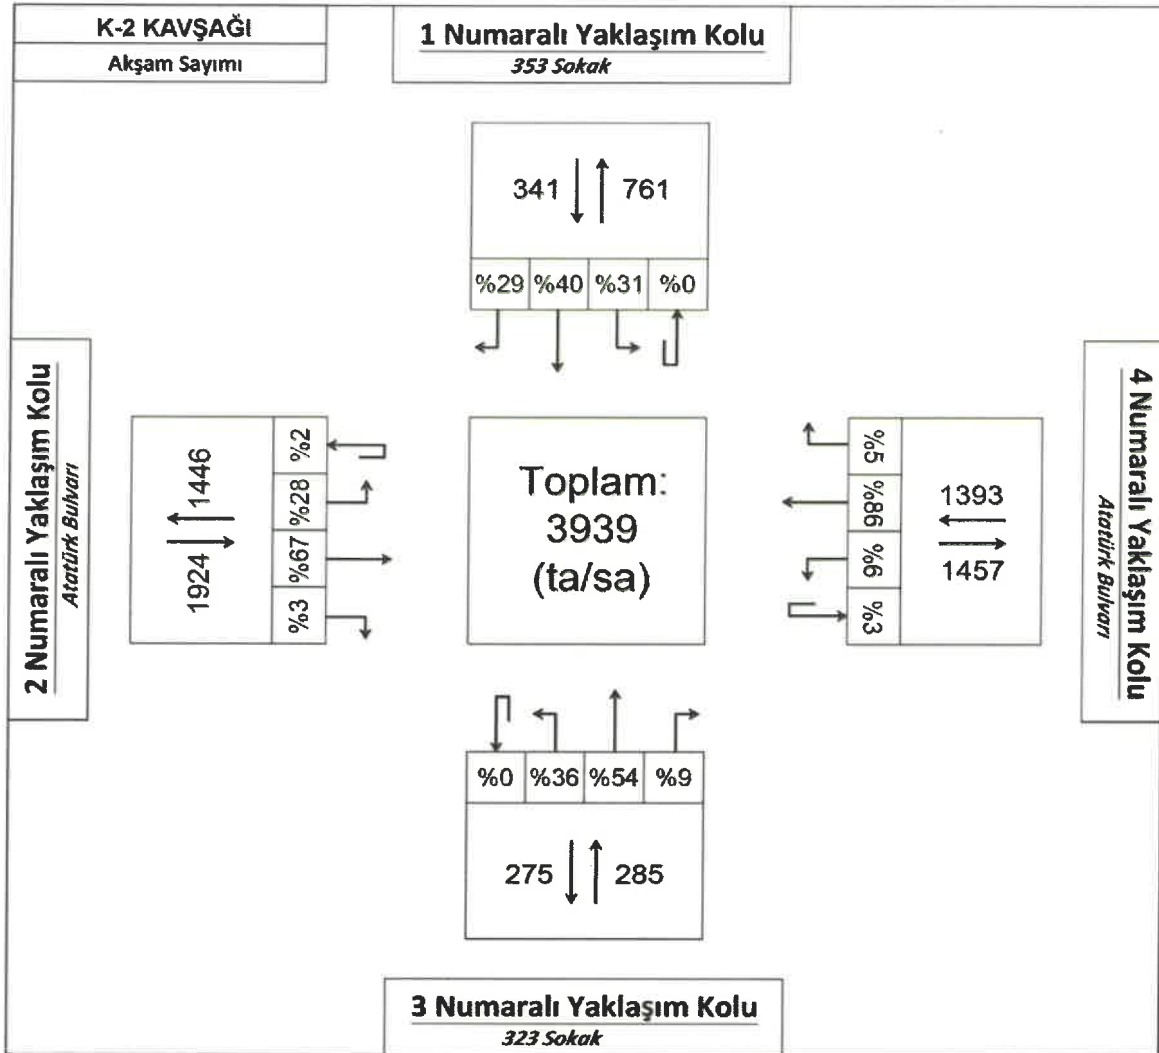 K-2 KAVŞAĞI
Akşam Sayımı
1 Numaralı Yaklaşım Kolu
353 Sokak
341 761
%29 %40 %31 %0
2 Numaralı Yaklaşım Kolu
Atatürk Bulvarı
1446
1924
%2
%28
%67
%3
Toplam:
3939
(ta/sa)
%5
%86
%6
%3
1393
1457
4 Numaralı Yaklaşım Kolu
Atatürk Bulvarı
%0 %36 %54 %9
275 285
3 Numaralı Yaklaşım Kolu
323 Sokak